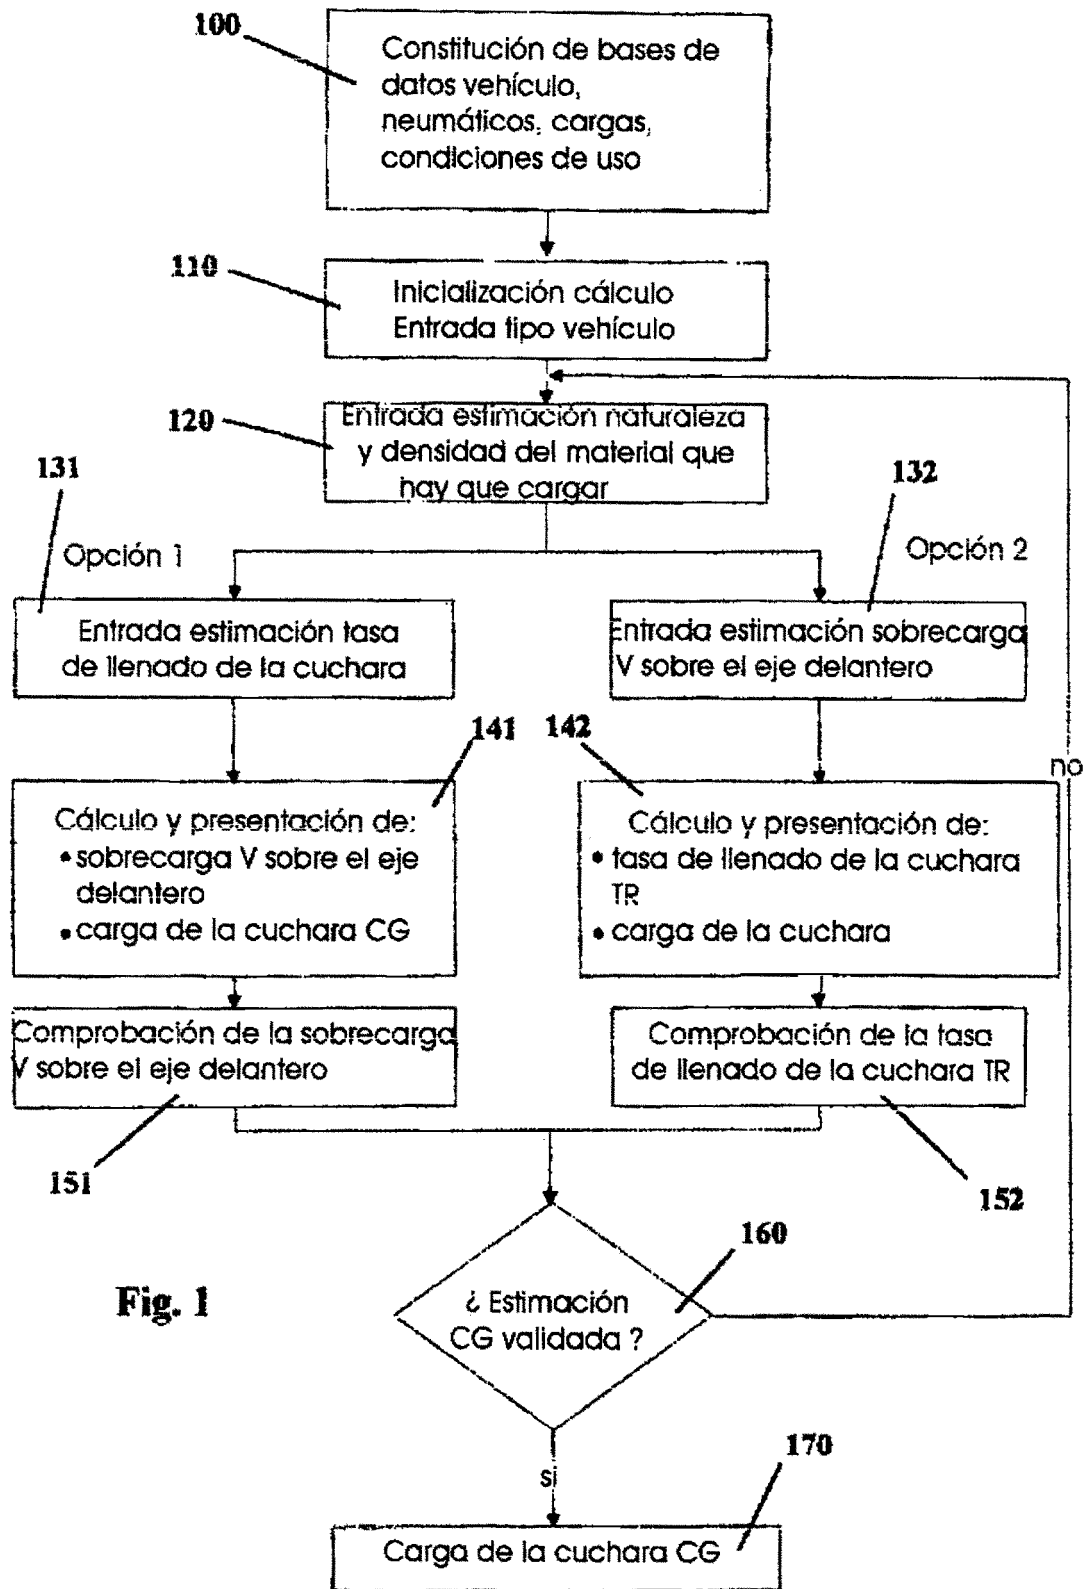 100
Constitución de bases de
datos vehículo,
neumáticos, cargas,
condiciones de uso
110
Inicialización cálculo
Entrada tipo vehículo
120
Entrada estimación naturaleza
y densidad del material que
hay que cargar
131
132
Opción 1
Opción 2
Entrada estimación tasa
de llenado de la cuchara
Entrada estimación sobrecarga
V sobre el eje delantero
141
142
no
Cálculo y presentación de:
• sobrecarga V sobre el eje
delantero
• carga de la cuchara CG
Cálculo y presentación de:
• tasa de llenado de la cuchara
TR
• carga de la cuchara
Comprobación de la sobrecarga
V sobre el eje delantero
Comprobación de la tasa
de llenado de la cuchara TR
151
152
160
Fig. 1
¿ Estimación
CG validada ?
170
si
Carga de la cuchara CG